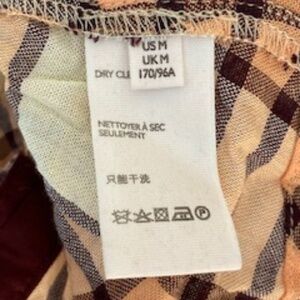 US M
UK M
170/96A
DRY CLE
NETTOYER À SEC
SEULEMENT
只能干洗